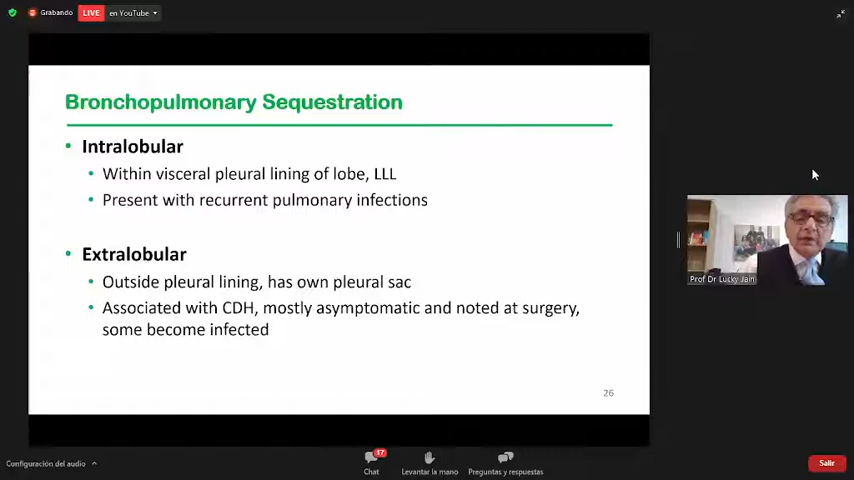 Grabando
LIVE
en YouTube
Bronchopulmonary Sequestration
• Intralobular
• Within visceral pleural lining of lobe, LLL
• Present with recurrent pulmonary infections
• Extralobular
• Outside pleural lining, has own pleural sac
• Associated with CDH, mostly asymptomatic and noted at surgery,
some become infected
26
Prof Dr Lucky Jain
Configuración del audio
17
Chat
Levantar la mano
Preguntas y respuestas
Salir